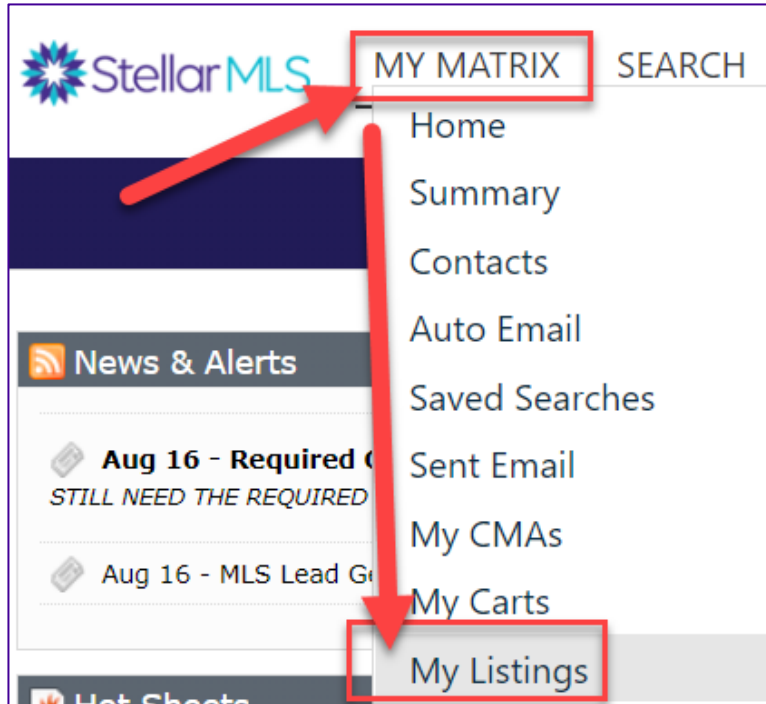 StellarMLS
MY MATRIX SEARCH
Home
Summary
Contacts
Auto Email
Saved Searches
Sent Email
My CMAs
My Carts
My Listings
News & Alerts
Aug 16 - Required
STILL NEED THE REQUIRED
Aug 16 - MLS Lead
Hot Sheets